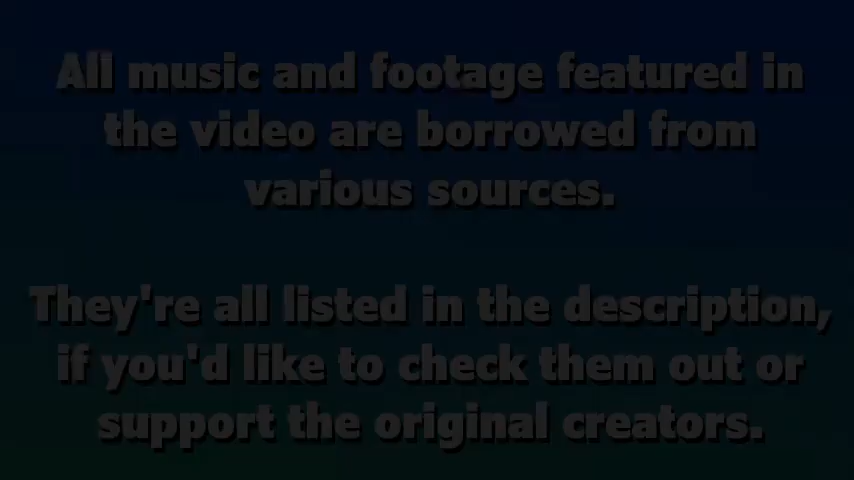 All music and footage featured in
the video are borrowed from
various sources.
They're all listed in the description,
if you'd like to check them out or
support the original creators.